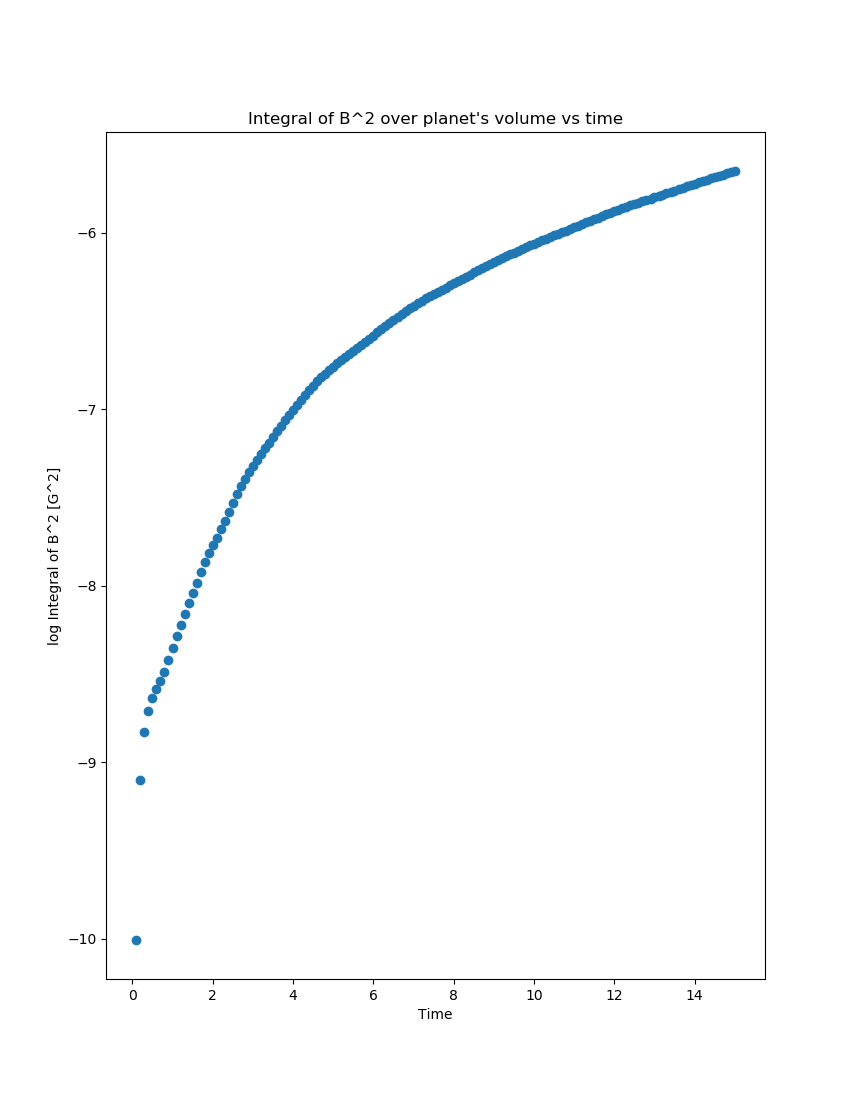 Integral of B^2 over planet's volume vs time
log Integral of B^2 [G^2]
−6
−7
−8
−9
−10
0 2 4 6 8 10 12 14
Time